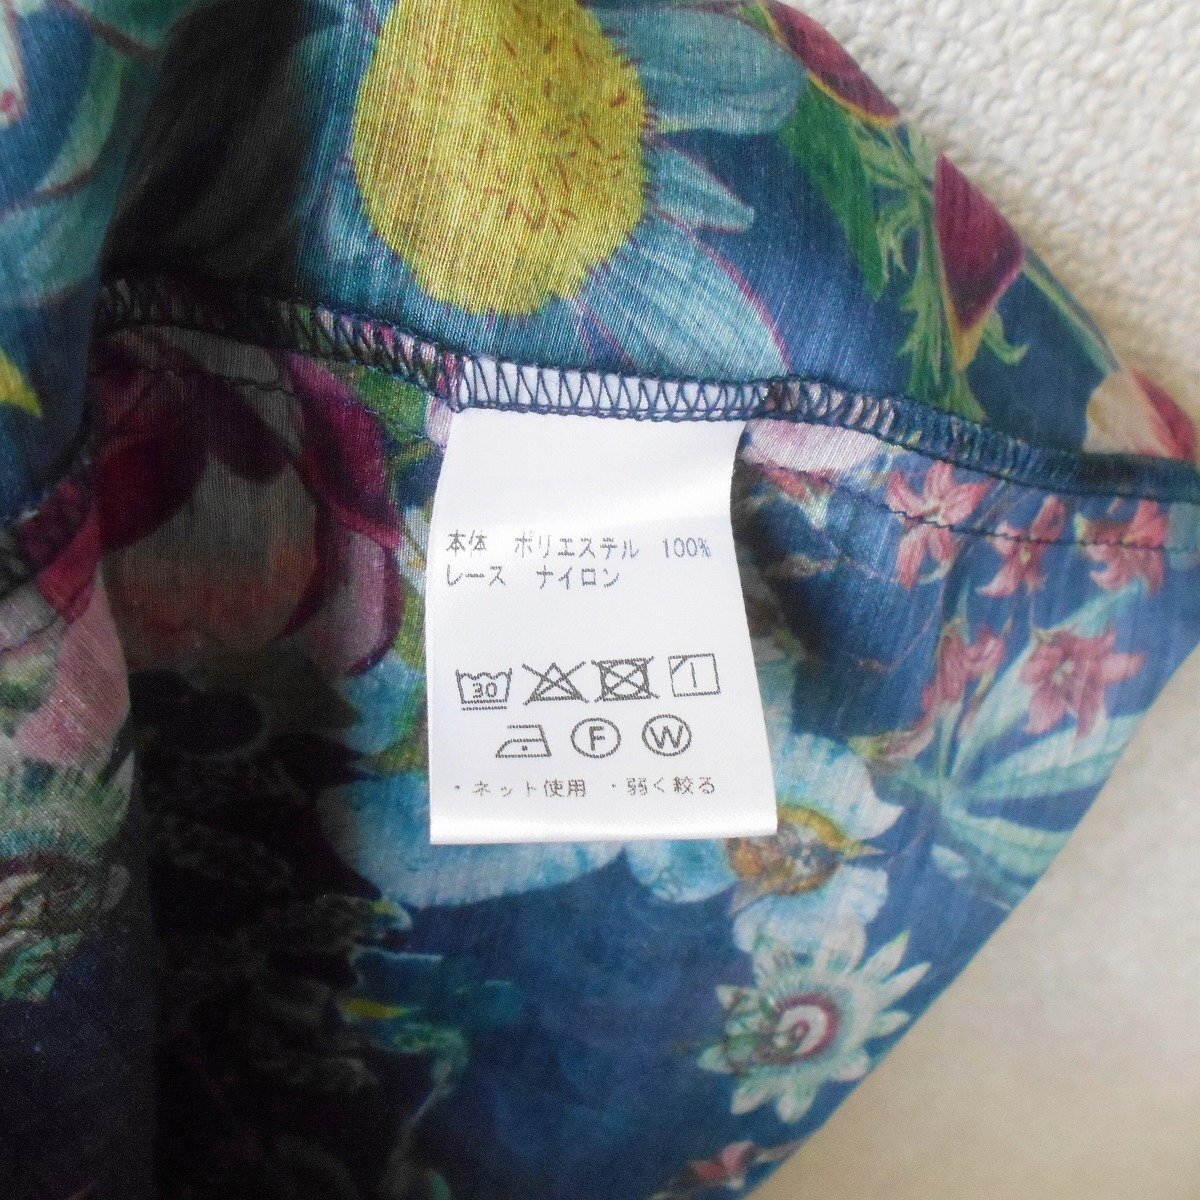 本体 ポリエステル 100%
レース ナイロン
30
F W
・ネット使用 ・弱く絞る